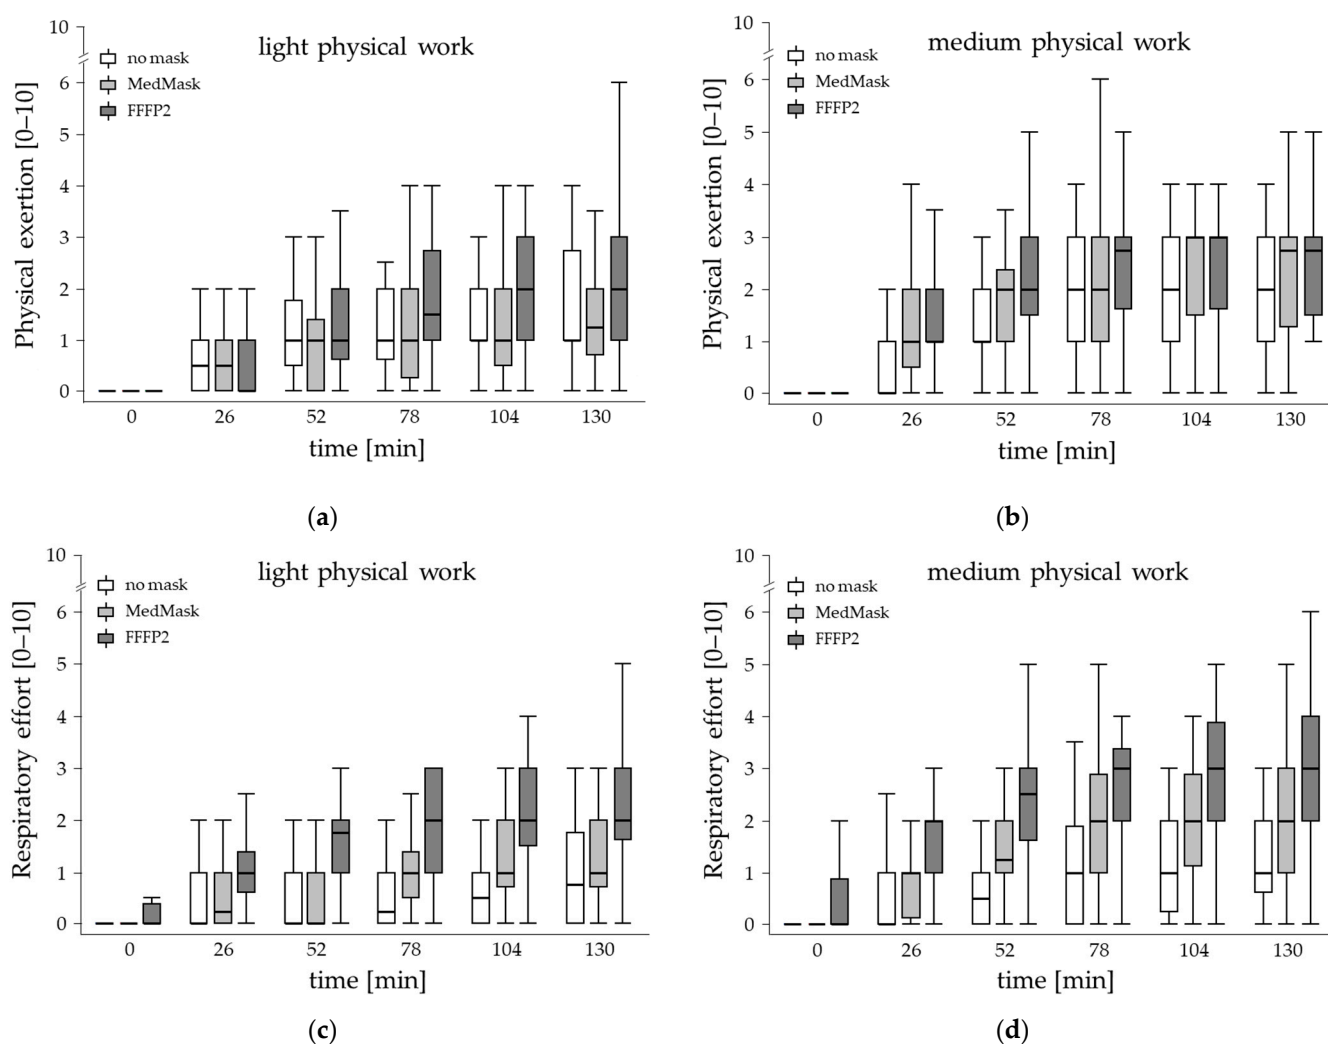 10
light physical work
no mask
MedMask
FFFP2
6
5
4
3
2
1
0
Physical exertion [0–10]
0 26 52 78 104 130
time [min]
(a)
10
medium physical work
no mask
MedMask
FFFP2
6
5
4
3
2
1
0
Physical exertion [0–10]
0 26 52 78 104 130
time [min]
(b)
10
light physical work
no mask
MedMask
FFFP2
6
5
4
3
2
1
0
Respiratory effort [0–10]
0 26 52 78 104 130
time [min]
(c)
10
medium physical work
no mask
MedMask
FFFP2
6
5
4
3
2
1
0
Respiratory effort [0–10]
0 26 52 78 104 130
time [min]
(d)